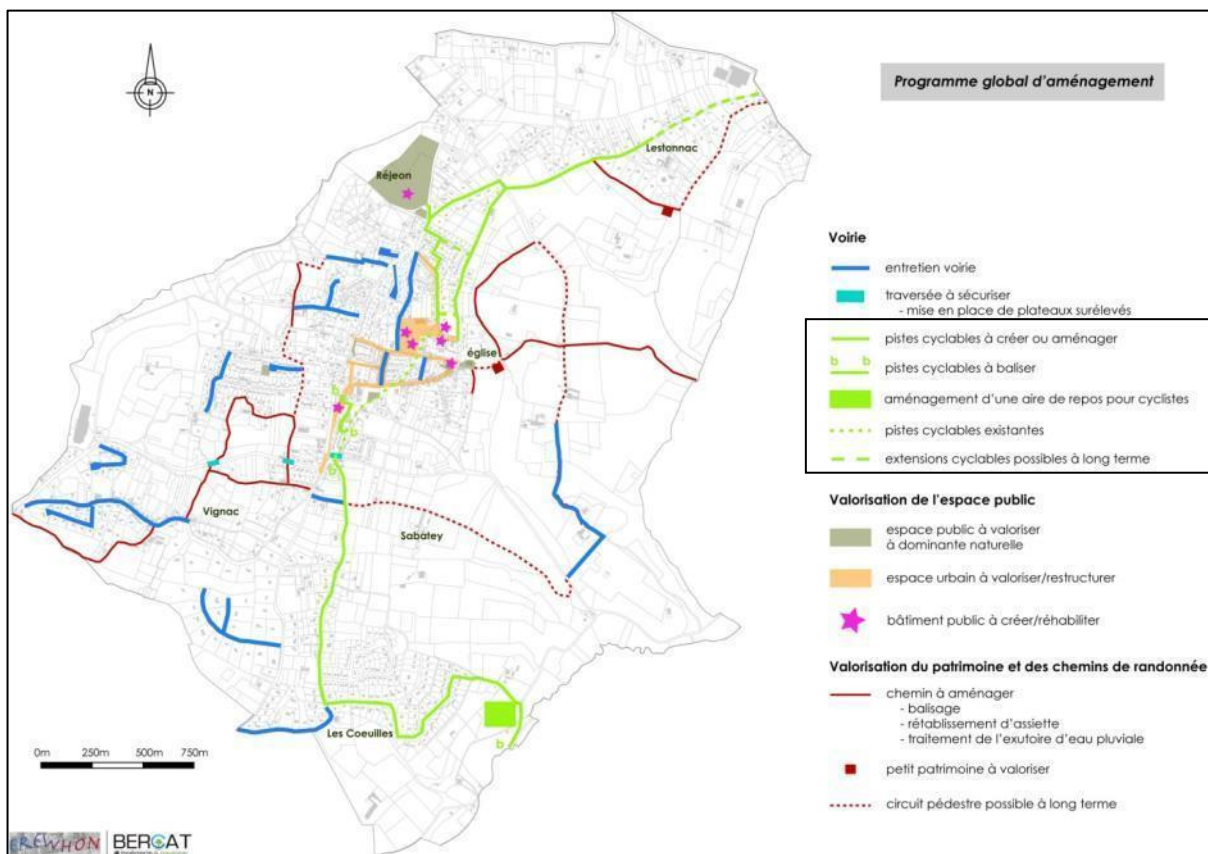 Programme global d'aménagement
N
Réjeon
Lestonnac
église
b
b
b
Vignac
Sabatey
Les Coeuilles
b
0m 250m 500m 750m
EREWHON
BERCAT
Voirie
entretien voirie
traversée à sécuriser
- mise en place de plateaux surélevés
pistes cyclables à créer ou aménager
b b
pistes cyclables à baliser
aménagement d'une aire de repos pour cyclistes
pistes cyclables existantes
extensions cyclables possibles à long terme
Valorisation de l'espace public
espace public à valoriser
à dominante naturelle
espace urbain à valoriser/restructurer
bâtiment public à créer/réhabiliter
Valorisation du patrimoine et des chemins de randonnée
chemin à aménager
- balisage
- rétablissement d'assiette
- traitement de l'exutoire d'eau pluviale
petit patrimoine à valoriser
circuit pédestre possible à long terme